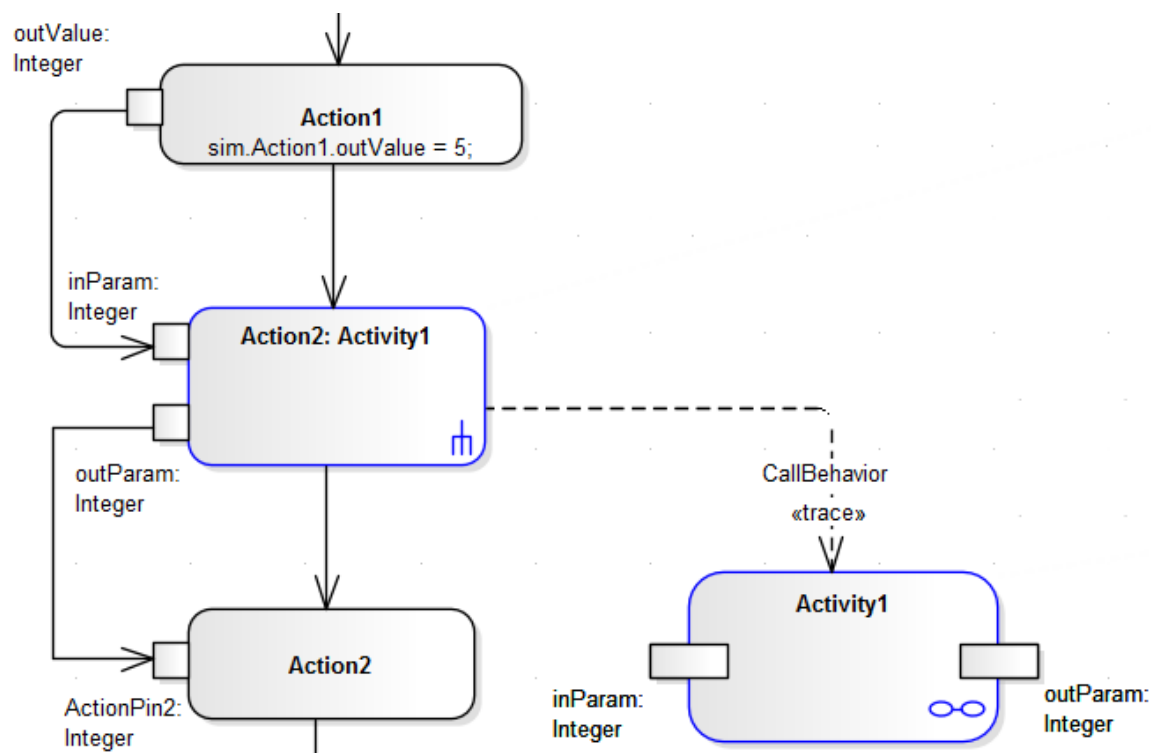 outValue:
Integer
Action1
sim.Action1.outValue = 5;
inParam:
Integer
Action2: Activity1
outParam:
Integer
CallBehavior
«trace»
Activity1
Action2
inParam:
Integer
outParam:
Integer
ActionPin2:
Integer